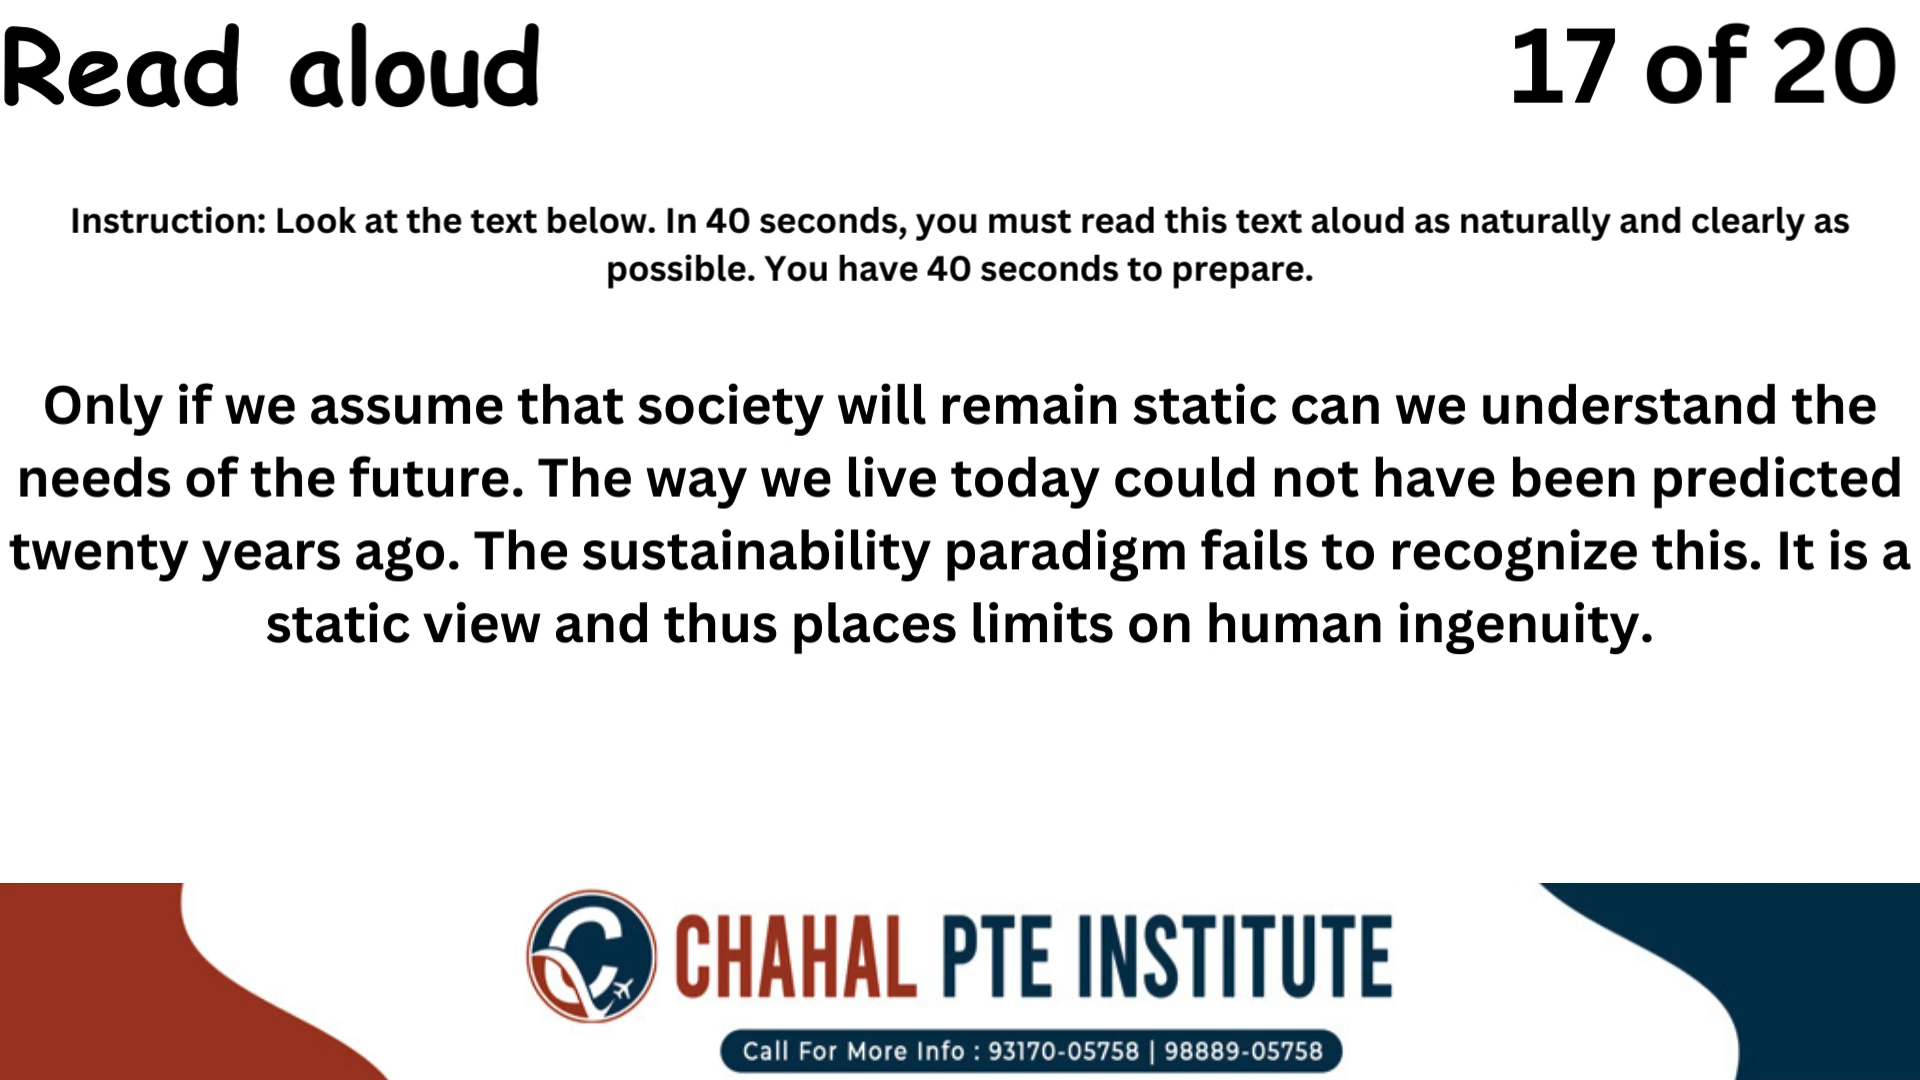 Read aloud
17 of 20
Instruction: Look at the text below. In 40 seconds, you must read this text aloud as naturally and clearly as
possible. You have 40 seconds to prepare.
Only if we assume that society will remain static can we understand the
needs of the future. The way we live today could not have been predicted
twenty years ago. The sustainability paradigm fails to recognize this. It is a
static view and thus places limits on human ingenuity.
CHAHAL PTE INSTITUTE
Call For More Info : 93170-05758 | 98889-05758